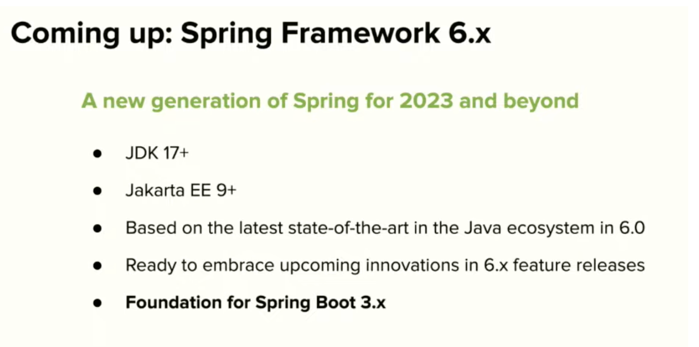 Coming up: Spring Framework 6.x
A new generation of Spring for 2023 and beyond
● JDK 17+
● Jakarta EE 9+
● Based on the latest state-of-the-art in the Java ecosystem in 6.0
● Ready to embrace upcoming innovations in 6.x feature releases
● Foundation for Spring Boot 3.x